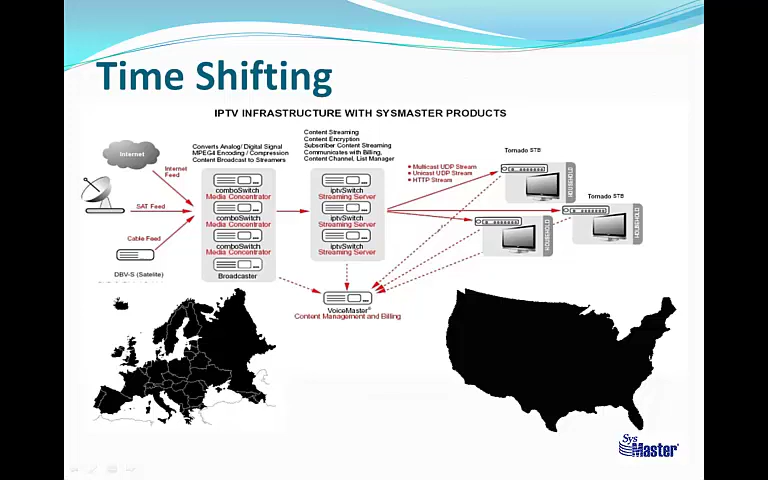 Time Shifting
IPTV INFRASTRUCTURE WITH SYSMASTER PRODUCTS
Internet
Internet
Feed
SAT Feed
Cable Feed
DBV-S (Satelite)
Converts Analog/ Digital Signal
MPEG4 Encoding / Compression
Content Broadcast to Streamers
comboSwitch
Media Concentrator
comboSwitch
Media Concentrator
comboSwitch
Media Concentrator
Broadcaster
Content Streaming
Content Encryption
Subscriber Content Streaming
Communicates with Billing,
Content Channel, List Manager
iptvSwitch
Streaming Server
iptvSwitch
Streaming Server
iptvSwitch
Streaming Server
VoiceMaster®
Content Management and Billing
• Multicast UDP Stream
• Unicast UDP Stream
• HTTP Stream
Tornado STB
HOUSEHOLD
Tornado STB
HOUSEHOLD
HOUSEHOLD
Sys
Master